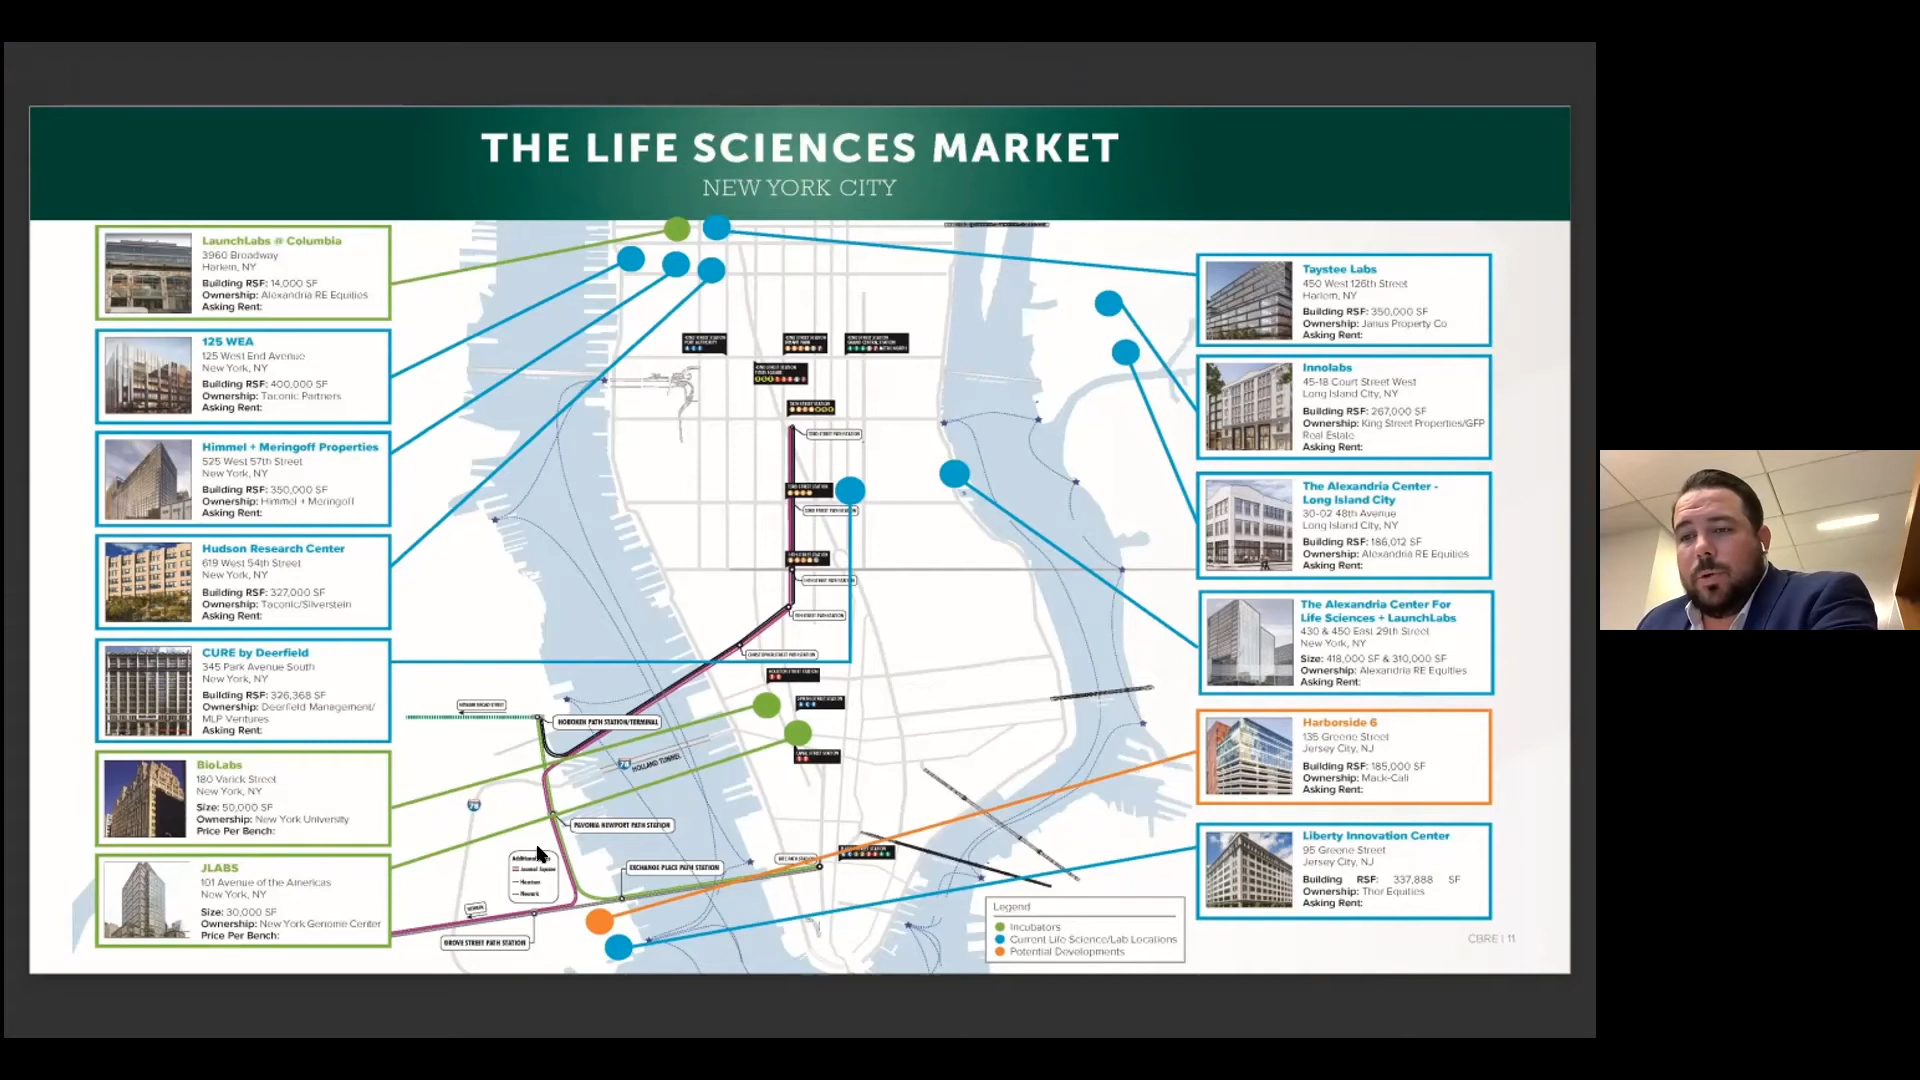 THE LIFE SCIENCES MARKET
NEW YORK CITY
LaunchLabs @ Columbia
3960 Broadway
Harlem, NY
Building RSF: 14,000 SF
Ownership: Alexandria RE Equities
Asking Rent:
125 WEA
125 West End Avenue
New York, NY
Building RSF: 400,000 SF
Ownership: Taconic Partners
Asking Rent:
Himmel + Meringoff Properties
525 West 57th Street
New York, NY
Building RSF: 350,000 SF
Ownership: Himmel + Meringoff
Asking Rent:
Hudson Research Center
619 West 54th Street
New York, NY
Building RSF: 327,000 SF
Ownership: Taconic/Silverstein
Asking Rent:
CURE by Deerfield
345 Park Avenue South
New York, NY
Building RSF: 326,368 SF
Ownership: Deerfield Management/
MLP Ventures
Asking Rent:
BioLabs
180 Varick Street
New York, NY
Size: 50,000 SF
Ownership: New York University
Price Per Bench:
JLABS
101 Avenue of the Americas
New York, NY
Size: 30,000 SF
Ownership: New York Genome Center
Price Per Bench:
HOBOKEN PATH STATION/TERMINAL
HOLLAND TUNNEL
78
78
PAVONIA NEWPORT PATH STATION
EXCHANGE PLACE PATH STATION
GROVE STREET PATH STATION
CHRISTOPHER STREET PATH STATION
Journal Square
Hoboken
Newark
Taystee Labs
450 West 126th Street
Harlem, NY
Building RSF: 350,000 SF
Ownership: Janus Property Co
Asking Rent:
Innolabs
45-18 Court Street West
Long Island City, NY
Building RSF: 267,000 SF
Ownership: King Street Properties/GFP
Real Estate
Asking Rent:
The Alexandria Center -
Long Island City
30-02 48th Avenue
Long Island City, NY
Building RSF: 186,012 SF
Ownership: Alexandria RE Equities
Asking Rent:
The Alexandria Center For
Life Sciences + LaunchLabs
430 & 450 East 29th Street
New York, NY
Size: 418,000 SF & 310,000 SF
Ownership: Alexandria RE Equities
Asking Rent:
Harborside 6
135 Greene Street
Jersey City, NJ
Building RSF: 185,000 SF
Ownership: Mack-Cali
Asking Rent:
Liberty Innovation Center
95 Greene Street
Jersey City, NJ
Building RSF: 337,888 SF
Ownership: Thor Equities
Asking Rent:
Legend
Incubators
Current Life Science/Lab Locations
Potential Developments
CBRE | 11